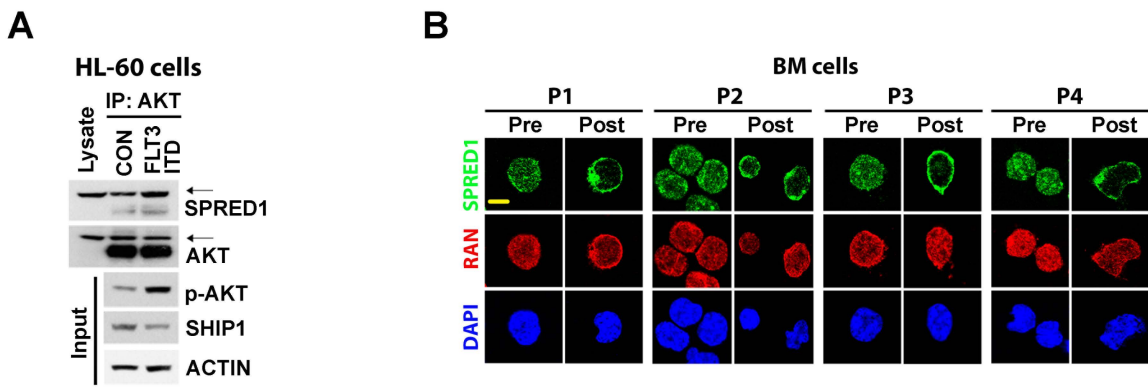 A
HL-60 cells
IP: AKT
Lysate
CON
FLT3
ITD
SPRED1
AKT
Input
p-AKT
SHIP1
ACTIN
B
BM cells
P1 P2 P3 P4
Pre Post Pre Post Pre Post Pre Post
SPRED1
RAN
DAPI